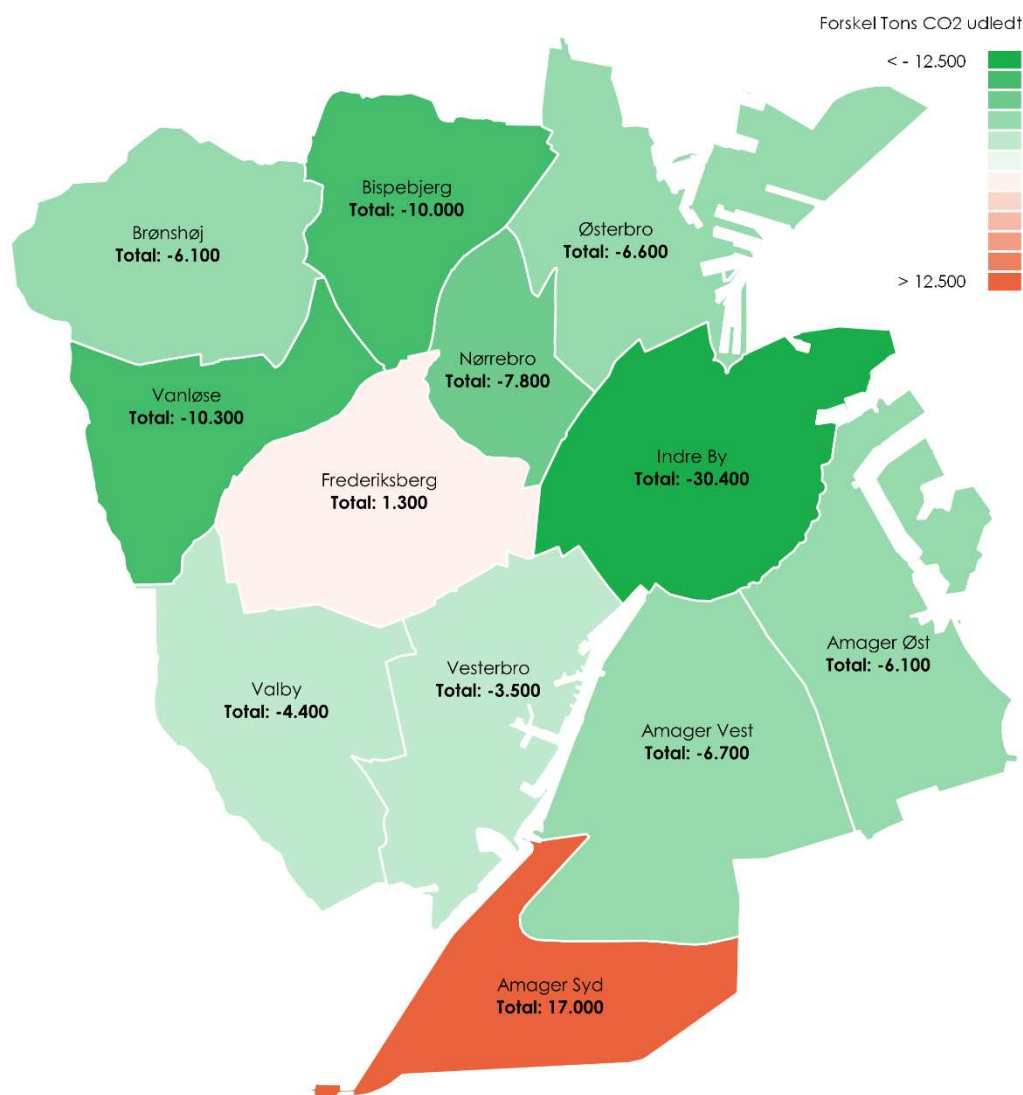 Forskel Tons CO2 udledt
< - 12.500
> 12.500
Bispebjerg
Total: -10.000
Brønshøj
Total: -6.100
Østerbro
Total: -6.600
Nørrebro
Total: -7.800
Vanløse
Total: -10.300
Indre By
Total: -30.400
Frederiksberg
Total: 1.300
Amager Øst
Total: -6.100
Vesterbro
Total: -3.500
Valby
Total: -4.400
Amager Vest
Total: -6.700
Amager Syd
Total: 17.000